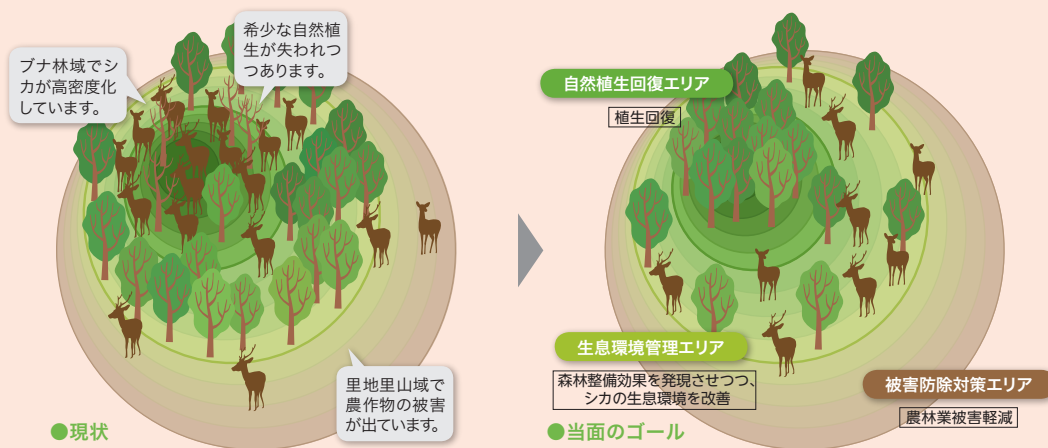 ブナ林域でシ
カが高密度化
しています。
希少な自然植
生が失われつ
つあります。
里地里山域で
農作物の被害
が出ています。
●現状
自然植生回復エリア
植生回復
生息環境管理エリア
森林整備効果を発現させつつ、
シカの生息環境を改善
被害防除対策エリア
農林業被害軽減
●当面のゴール